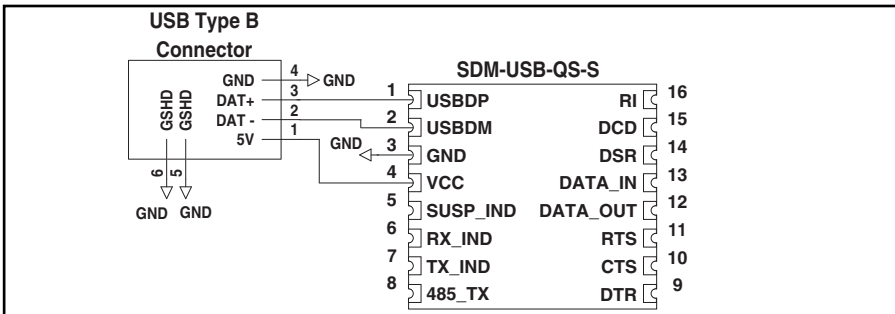 USB Type B
Connector
GND 4 GND
DAT+ 3
DAT - 2
5V 1
GSHD
GSHD
6
5
GND GND
SDM-USB-QS-S
1 USBDP RI 16
2 USBDM DCD 15
GND 3 GND DSR 14
4 VCC DATA_IN 13
5 SUSP_IND DATA_OUT 12
6 RX_IND RTS 11
7 TX_IND CTS 10
8 485_TX DTR 9